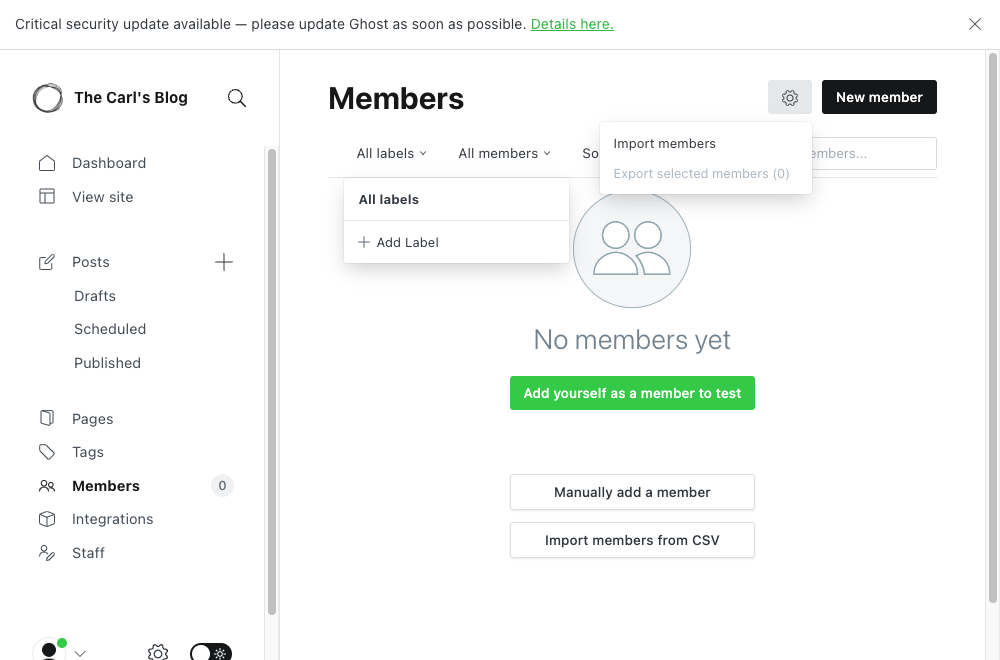 Critical security update available — please update Ghost as soon as possible. Details here.
The Carl's Blog
Dashboard
View site
Posts
Drafts
Scheduled
Published
Pages
Tags
Members 0
Integrations
Staff
Members
New member
Import members
Export selected members (0)
All labels
All members
So
embers...
All labels
Add Label
No members yet
Add yourself as a member to test
Manually add a member
Import members from CSV